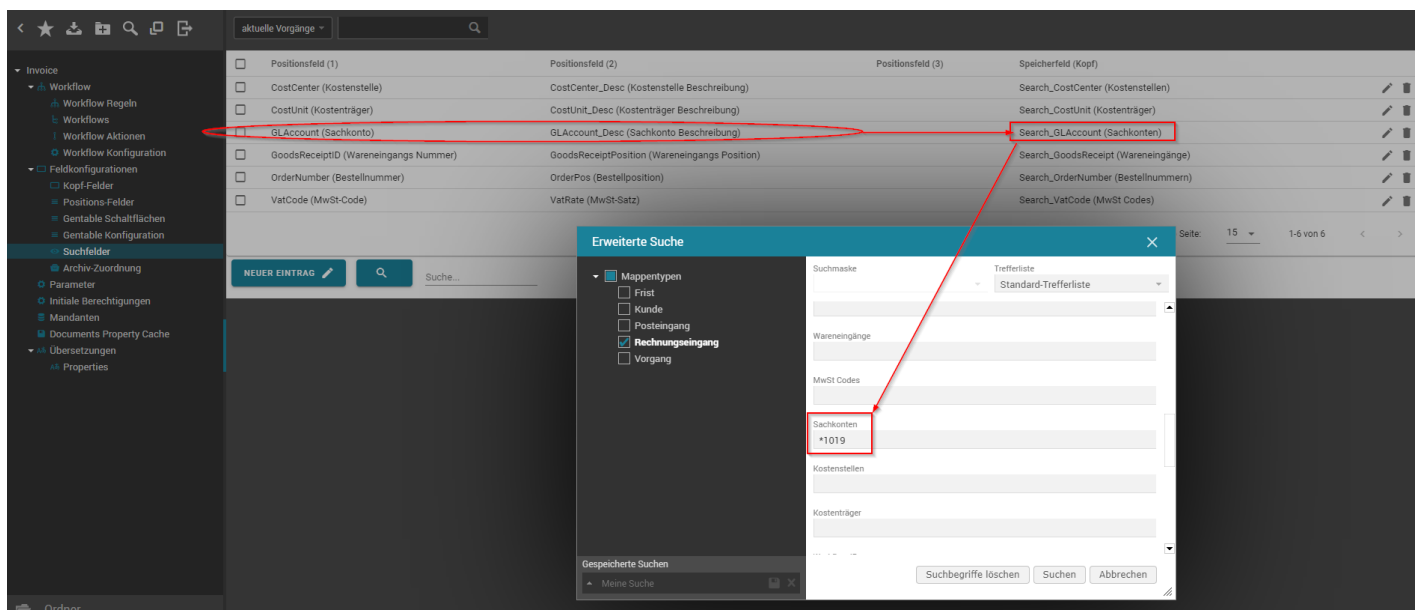 aktuelle Vorgänge
Invoice
Workflow
Workflow Regeln
Workflows
Workflow Aktionen
Workflow Konfiguration
Feldkonfigurationen
Kopf-Felder
Positions-Felder
Gentable Schaltflächen
Gentable Konfiguration
Suchfelder
Archiv-Zuordnung
Parameter
Initiale Berechtigungen
Mandanten
Documents Property Cache
Übersetzungen
Properties
Ordner
Positionsfeld (1) Positionsfeld (2) Positionsfeld (3) Speicherfeld (Kopf)
CostCenter (Kostenstelle) CostCenter_Desc (Kostenstelle Beschreibung) Search_CostCenter (Kostenstellen)
CostUnit (Kostenträger) CostUnit_Desc (Kostenträger Beschreibung) Search_CostUnit (Kostenträger)
GLAccount (Sachkonto) GLAccount_Desc (Sachkonto Beschreibung) Search_GLAccount (Sachkonten)
GoodsReceiptID (Wareneingangs Nummer) GoodsReceiptPosition (Wareneingangs Position) Search_GoodsReceipt (Wareneingänge)
OrderNumber (Bestellnummer) OrderPos (Bestellposition) Search_OrderNumber (Bestellnummern)
VatCode (MwSt-Code) VatRate (MwSt-Satz) Search_VatCode (MwSt Codes)
Seite: 15 1-6 von 6
NEUER EINTRAG Suche...
Erweiterte Suche
Mappentypen
Frist
Kunde
Posteingang
Rechnungseingang
Vorgang
Gespeicherte Suchen
Meine Suche
Suchmaske Trefferliste
Standard-Trefferliste
Wareneingänge
MwSt Codes
Sachkonten
*1019
Kostenstellen
Kostenträger
Suchbegriffe löschen Suchen Abbrechen